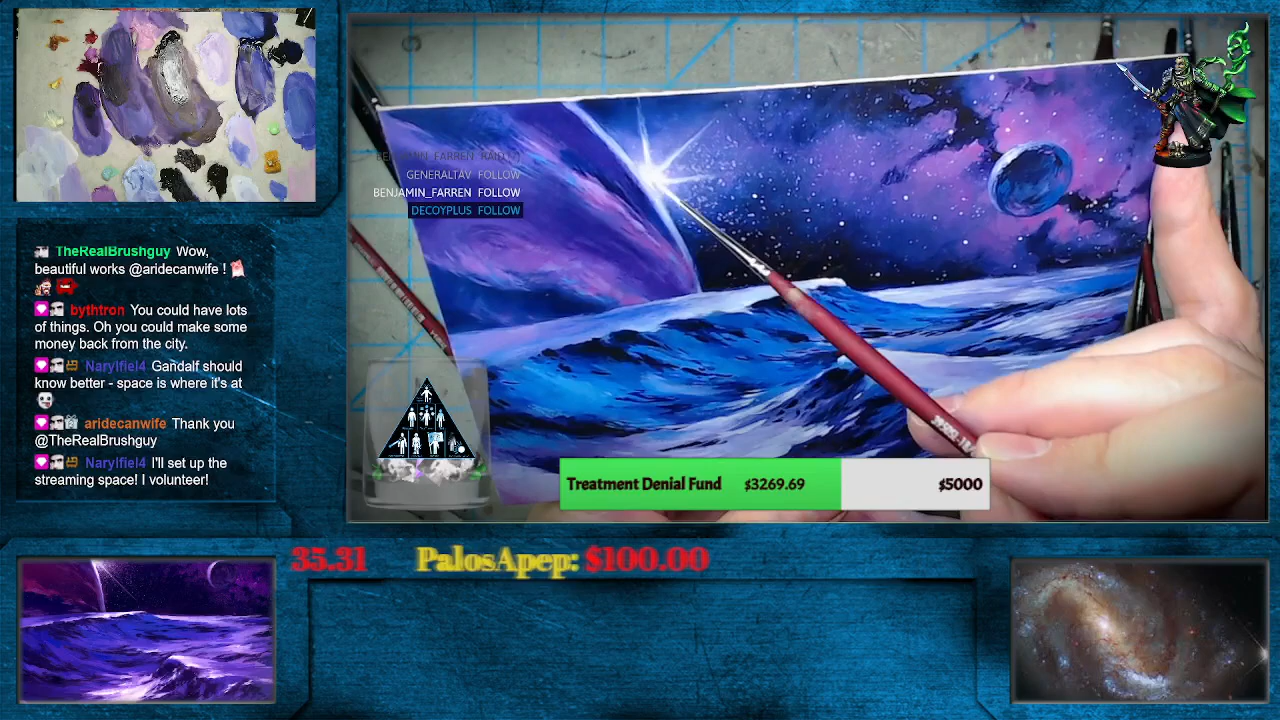 BENJAMIN_FARREN RAID
GENERALTAV FOLLOW
BENJAMIN_FARREN FOLLOW
DECOYPLUS FOLLOW
TheRealBrushguy Wow,
beautiful works @aridecanwife !
bythtron You could have lots
of things. Oh you could make some
money back from the city.
Narylfiel4 Gandalf should
know better - space is where it's at
aridecanwife Thank you
@TheRealBrushguy
Narylfiel4 I'll set up the
streaming space! I volunteer!
Treatment Denial Fund $3269.69 $5000
35.31 PalosApep: $100.00